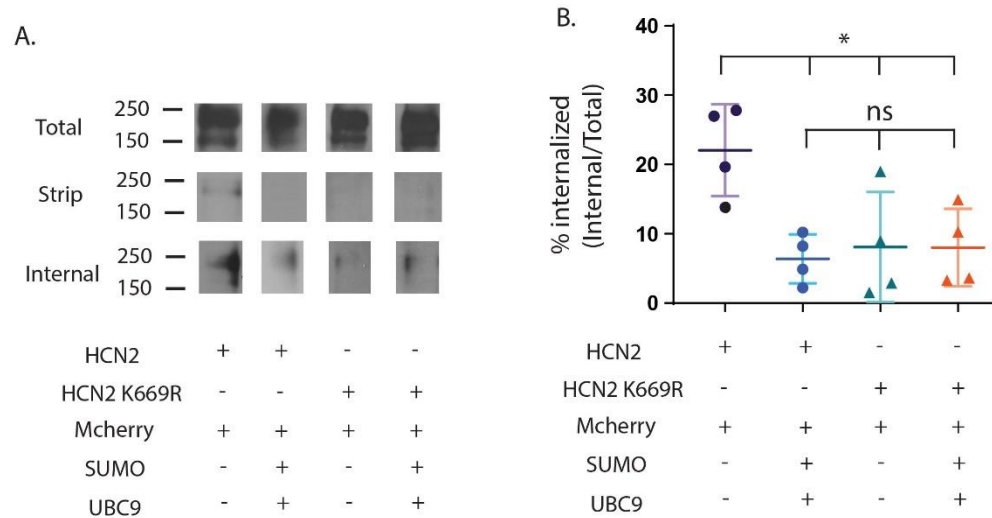 A.
Total
250
150
Strip
250
150
Internal
250
150
HCN2 + + - -
HCN2 K669R - - + +
Mcherry + + + +
SUMO - + - +
UBC9 - + - +
B.
% internalized
(Internal/Total)
40
30
20
10
0
*
ns
HCN2 + + - -
HCN2 K669R - - + +
Mcherry + + + +
SUMO - + - +
UBC9 - + - +